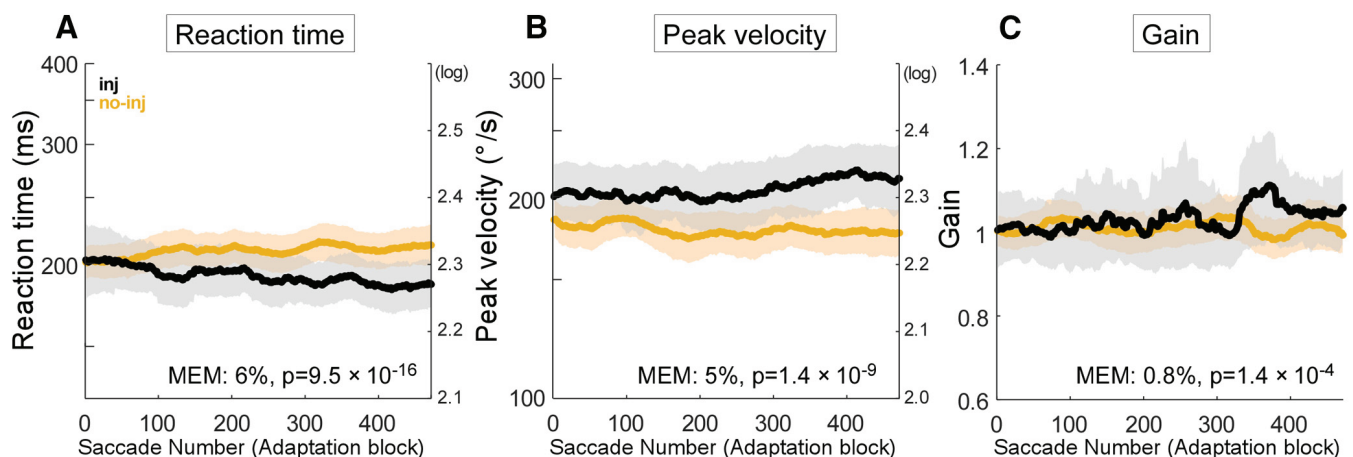 A
Reaction time
Reaction time (ms)
400
300
200
inj
no-inj
(log)
2.5
2.4
2.3
2.2
2.1
MEM: 6%, p=9.5 × 10-16
0 100 200 300 400
Saccade Number (Adaptation block)
B
Peak velocity
Peak velocity (°/s)
300
200
100
(log)
2.4
2.3
2.2
2.1
2.0
MEM: 5%, p=1.4 × 10-9
0 100 200 300 400
Saccade Number (Adaptation block)
C
Gain
Gain
1.4
1.2
1
0.8
0.6
MEM: 0.8%, p=1.4 × 10-4
0 100 200 300 400
Saccade Number (Adaptation block)